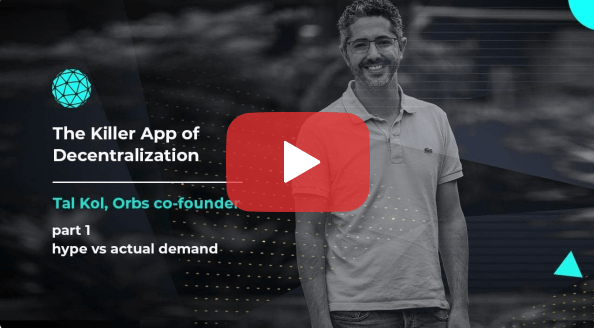 The Killer App of
Decentralization
Tal Kol, Orbs co-founder
part 1
hype vs actual demand